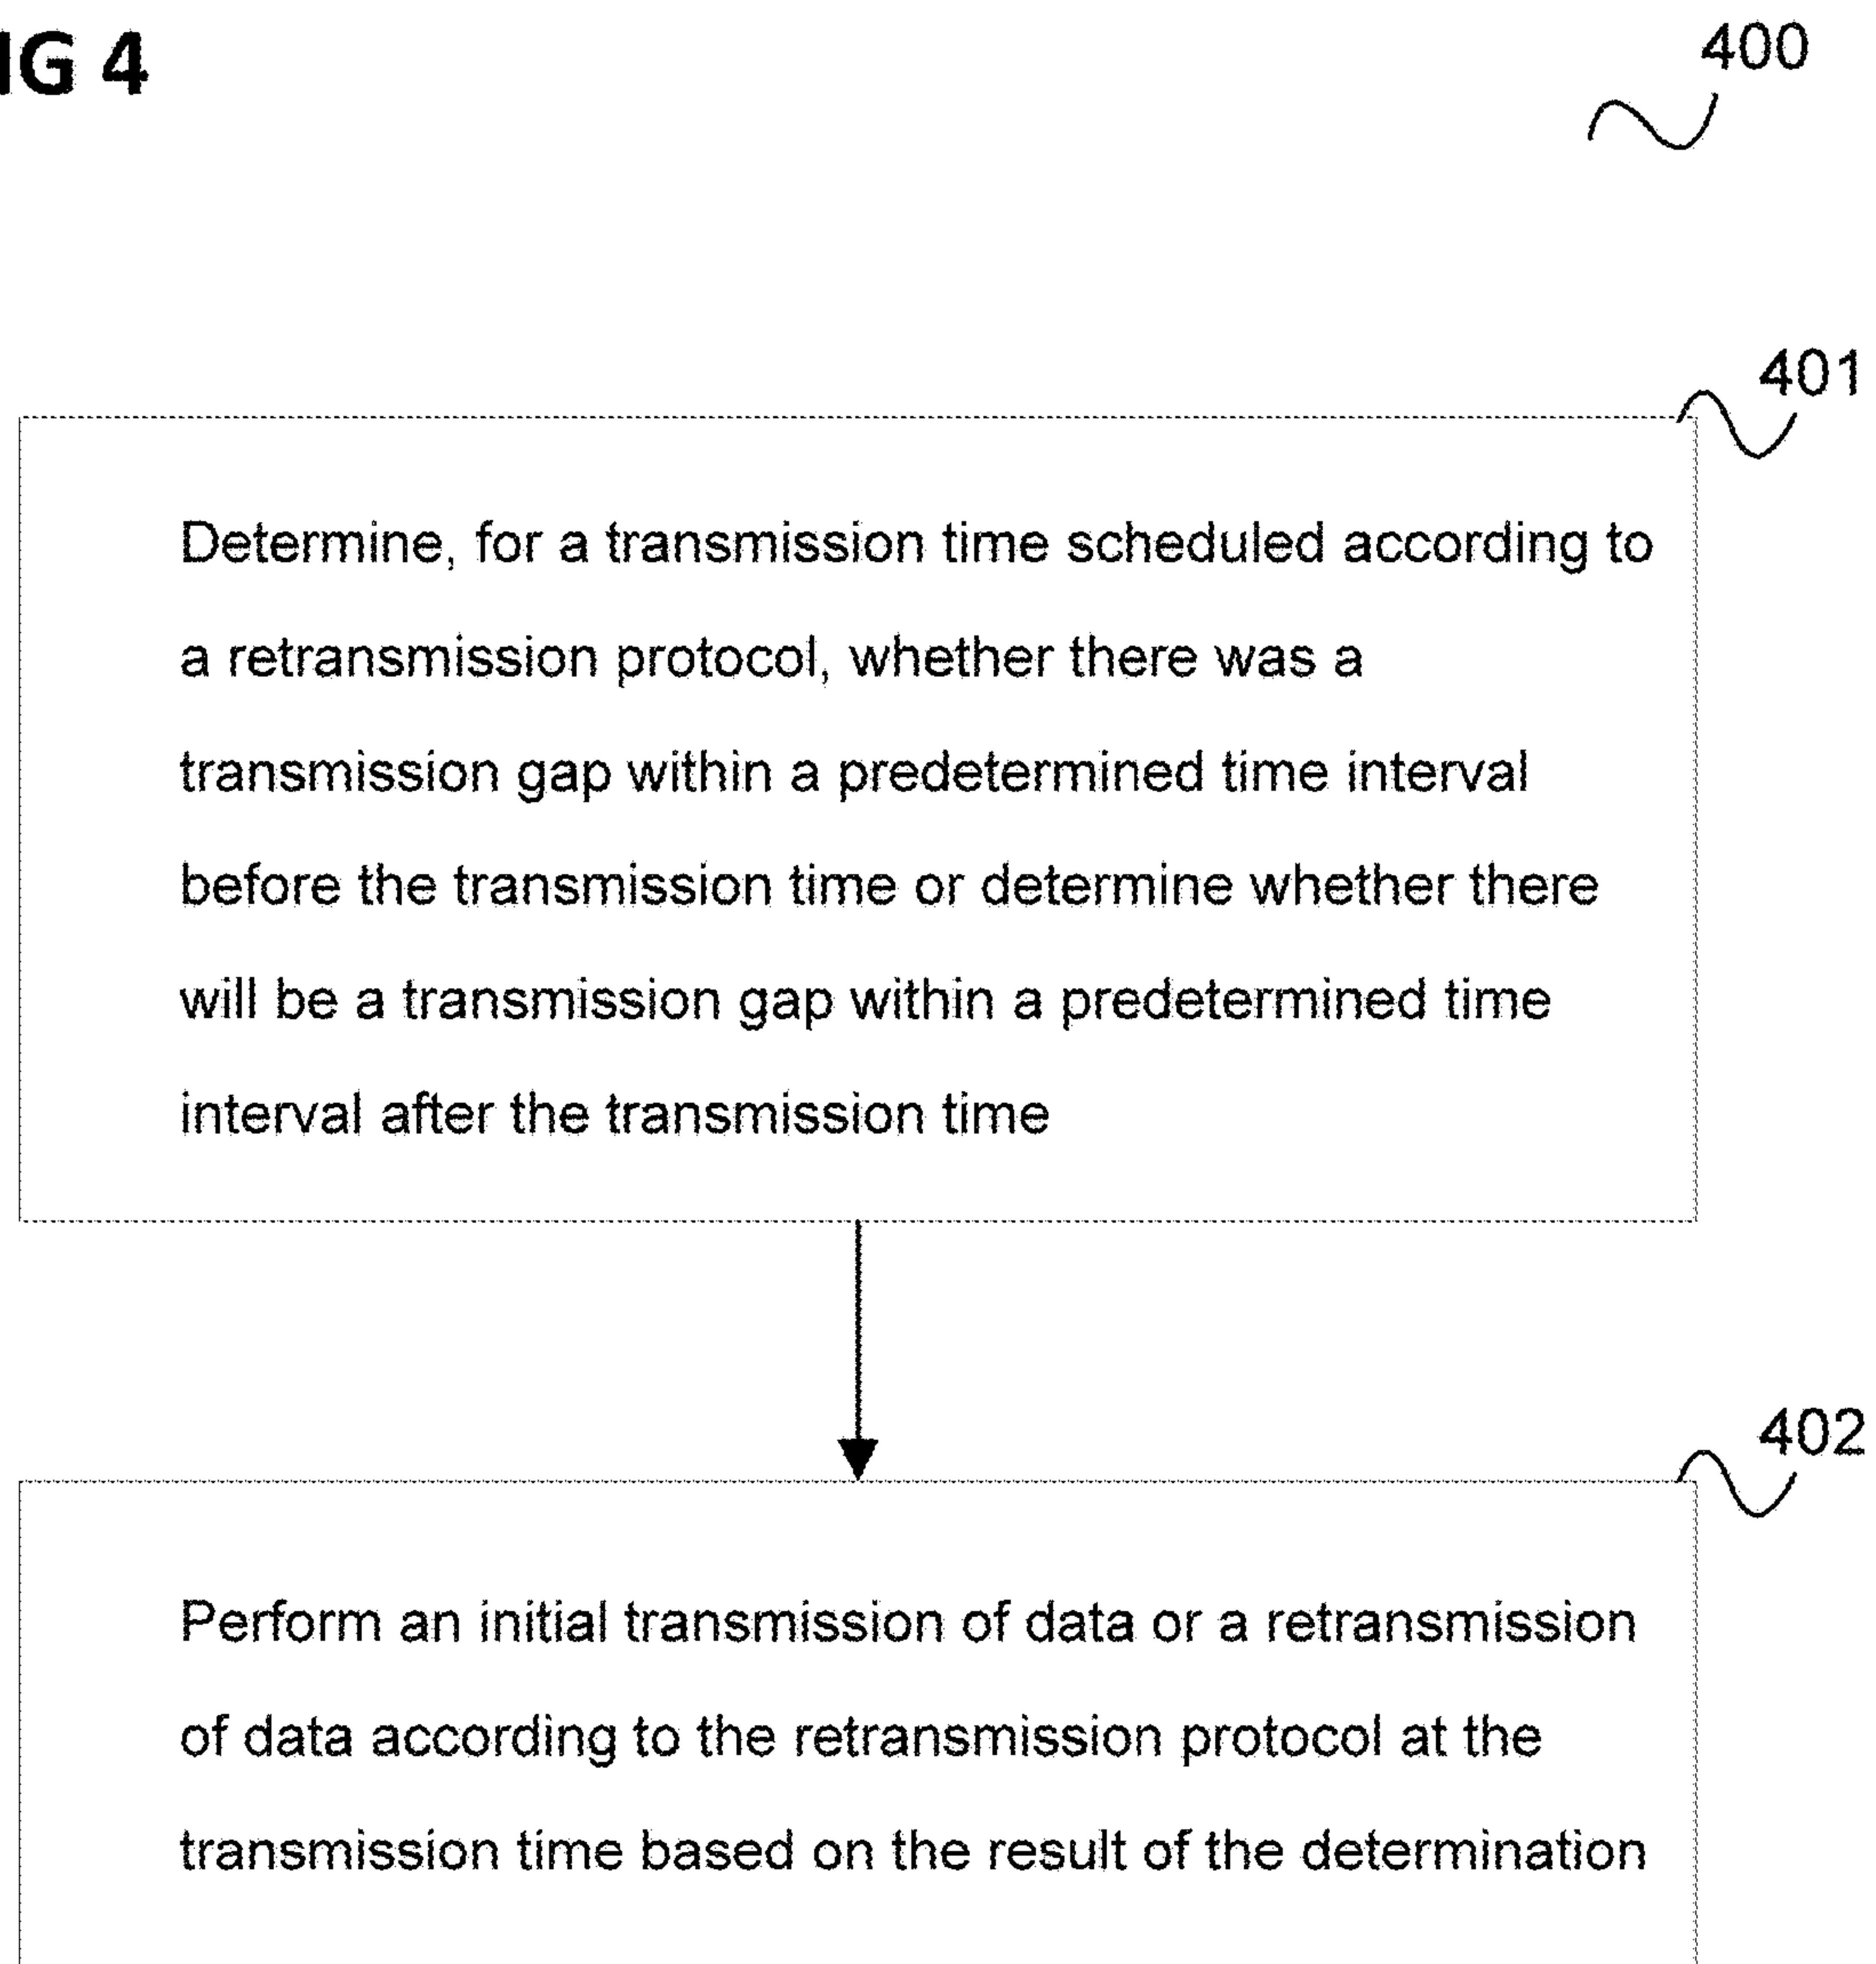 IG 4
400
401
Determine, for a transmission time scheduled according to
a retransmission protocol, whether there was a
transmission gap within a predetermined time interval
before the transmission time or determine whether there
will be a transmission gap within a predetermined time
interval after the transmission time
402
Perform an initial transmission of data or a retransmission
of data according to the retransmission protocol at the
transmission time based on the result of the determination